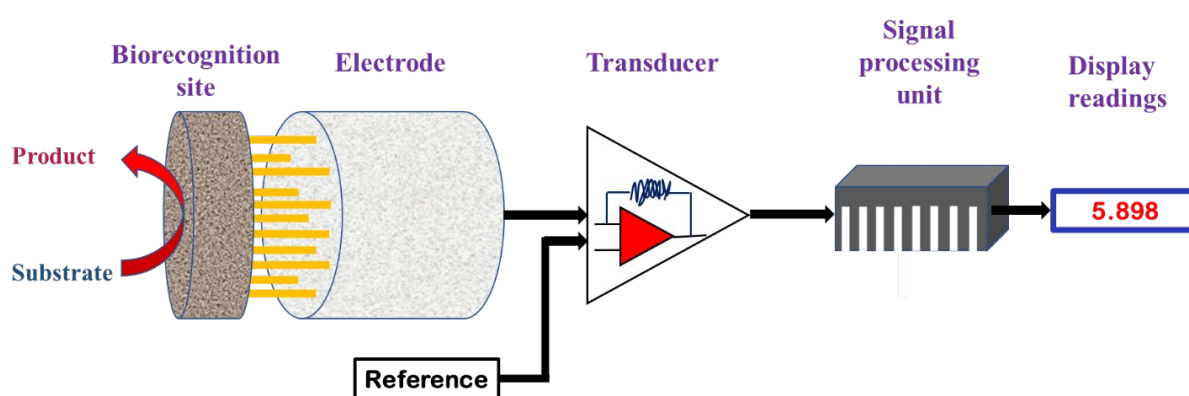 Biorecognition
site
Electrode
Transducer
Signal
processing
unit
Display
readings
Product
Substrate
5.898
Reference